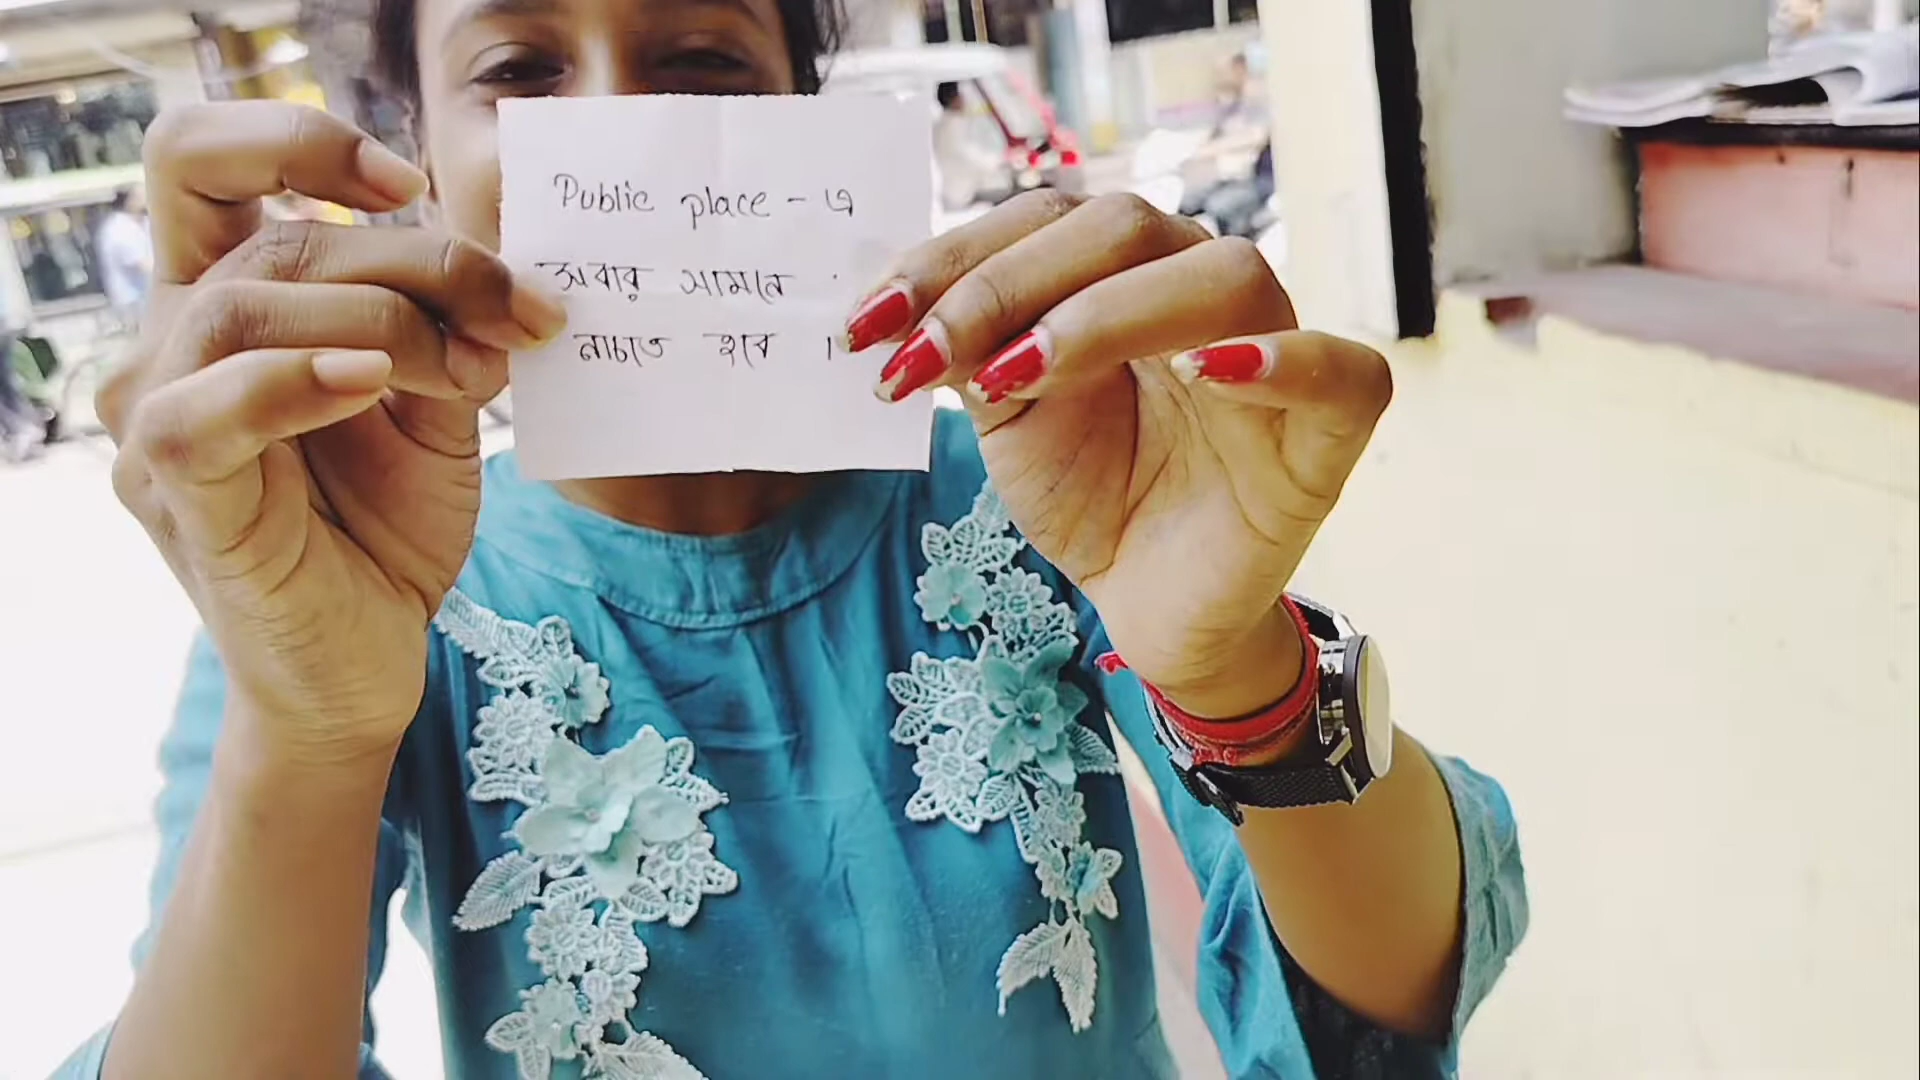 Public place - এ
সবার সামনে
নাচতে হবে ।